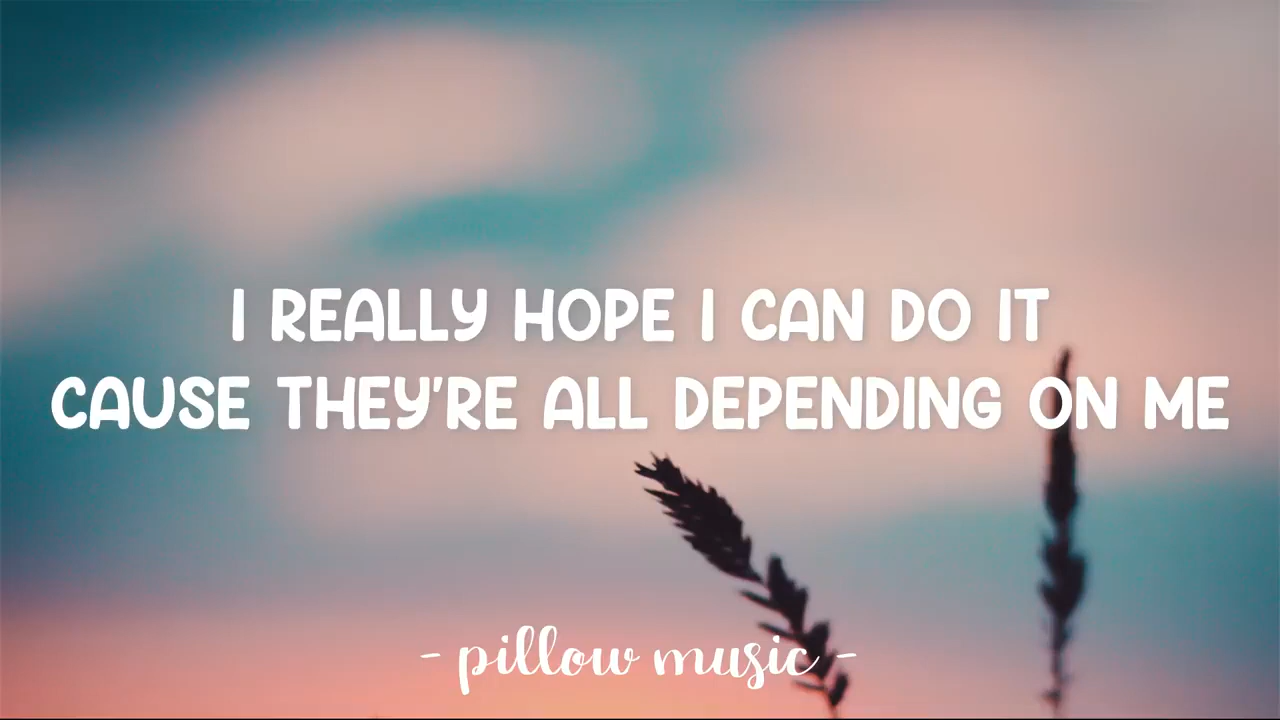 I REALLY HOPE I CAN DO IT
CAUSE THEY'RE ALL DEPENDING ON ME
- pillow music -